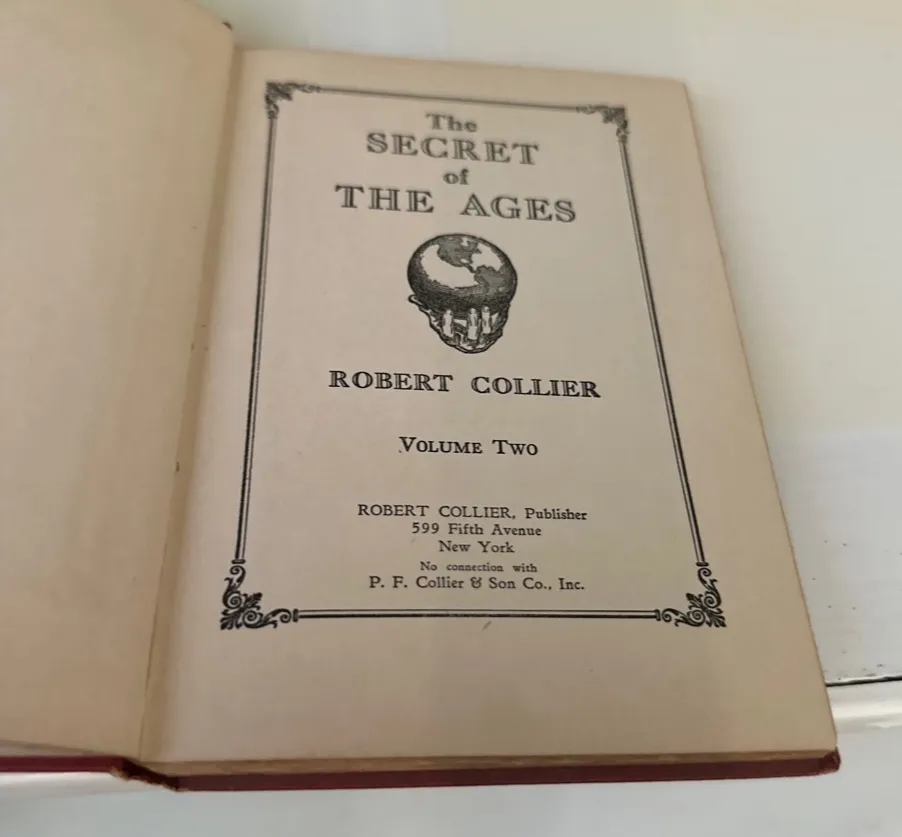 The
SECRET
of
THE AGES
ROBERT COLLIER
VOLUME TWO
ROBERT COLLIER, Publisher
599 Fifth Avenue
New York
No connection with
P. F. Collier & Son Co., Inc.